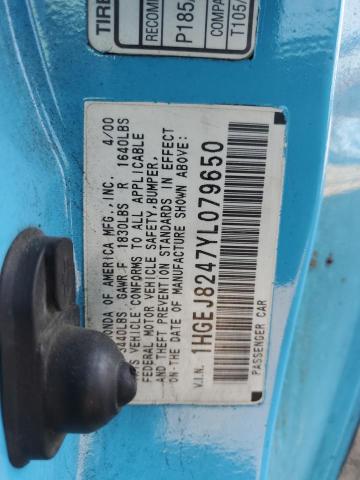 TIRE
RECOM
P185/
T105/
ONDA OF AMERICA MFG., INC. 4/00
3440LBS GAWR F 1830LBS R 1640LBS
VEHICLE CONFORMS TO ALL APPLICABLE
FEDERAL MOTOR VEHICLE SAFETY, BUMPER,
AND THEFT PREVENTION STANDARDS IN EFFECT
ON THE DATE OF MANUFACTURE SHOWN ABOVE:
V.I.N. 1HGEJ8247YL079650
PASSENGER CAR